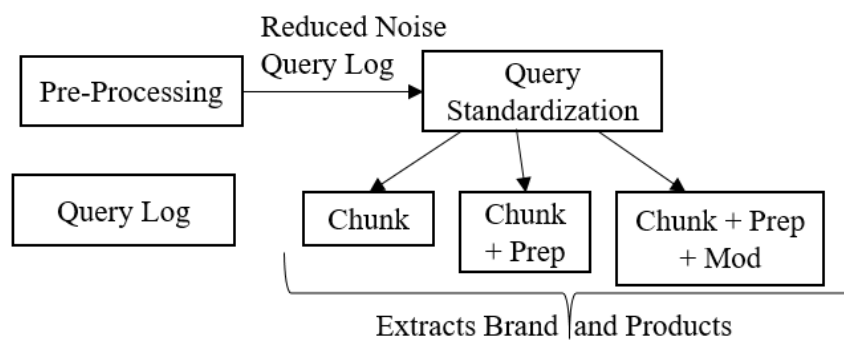 Reduced Noise
Query Log
Pre-Processing
Query
Standardization
Query Log
Chunk
Chunk
+ Prep
Chunk + Prep
+ Mod
Extracts Brand and Products